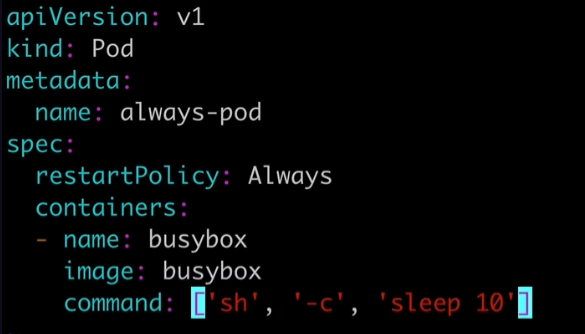 apiVersion: v1
kind: Pod
metadata:
  name: always-pod
spec:
  restartPolicy: Always
  containers:
  - name: busybox
    image: busybox
    command: ['sh', '-c', 'sleep 10']